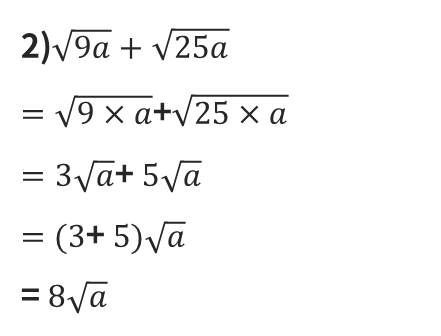 2)√9a + √25a
= √9 × a+√25 × a
= 3√a+ 5√a
= (3+ 5)√a
= 8√a